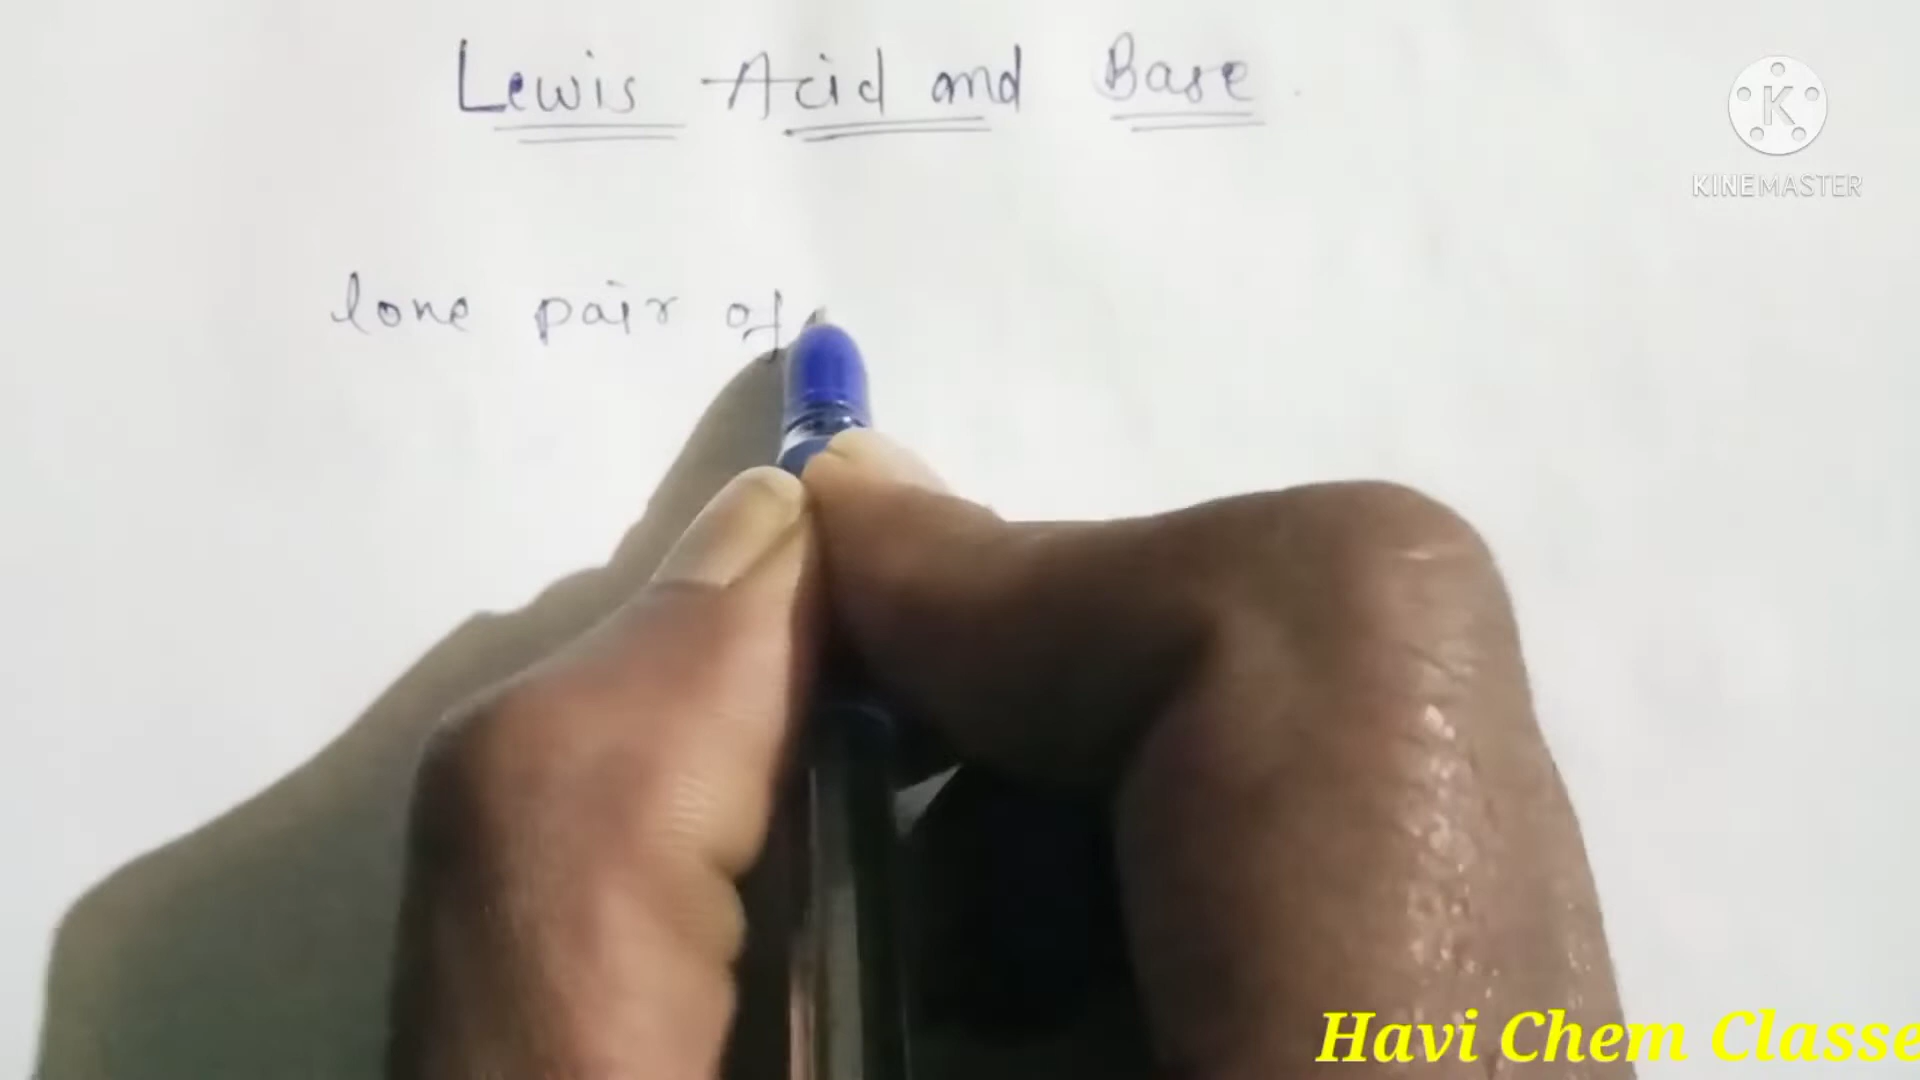 Lewis Acid and Base.
KINEMASTER
lone pair of
Havi Chem Classe